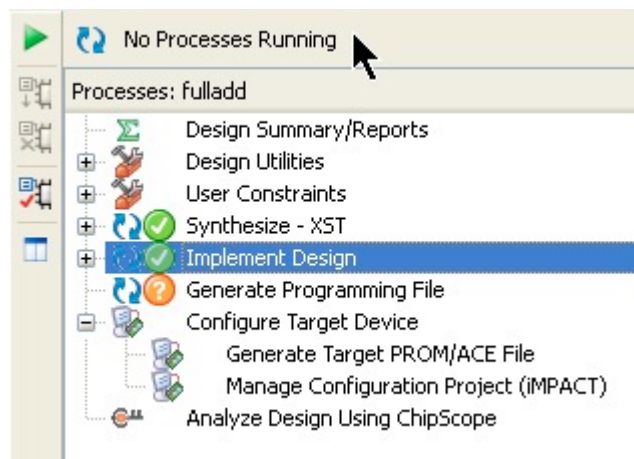 No Processes Running
Processes: fulladd
Design Summary/Reports
Design Utilities
User Constraints
Synthesize - XST
Implement Design
Generate Programming File
Configure Target Device
Generate Target PROM/ACE File
Manage Configuration Project (iMPACT)
Analyze Design Using ChipScope